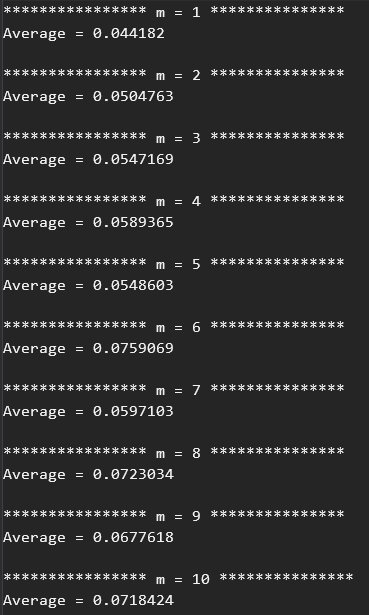 **************** m = 1 ***************
Average = 0.044182
**************** m = 2 ***************
Average = 0.0504763
**************** m = 3 ***************
Average = 0.0547169
**************** m = 4 ***************
Average = 0.0589365
**************** m = 5 ***************
Average = 0.0548603
**************** m = 6 ***************
Average = 0.0759069
**************** m = 7 ***************
Average = 0.0597103
**************** m = 8 ***************
Average = 0.0723034
**************** m = 9 ***************
Average = 0.0677618
**************** m = 10 ***************
Average = 0.0718424